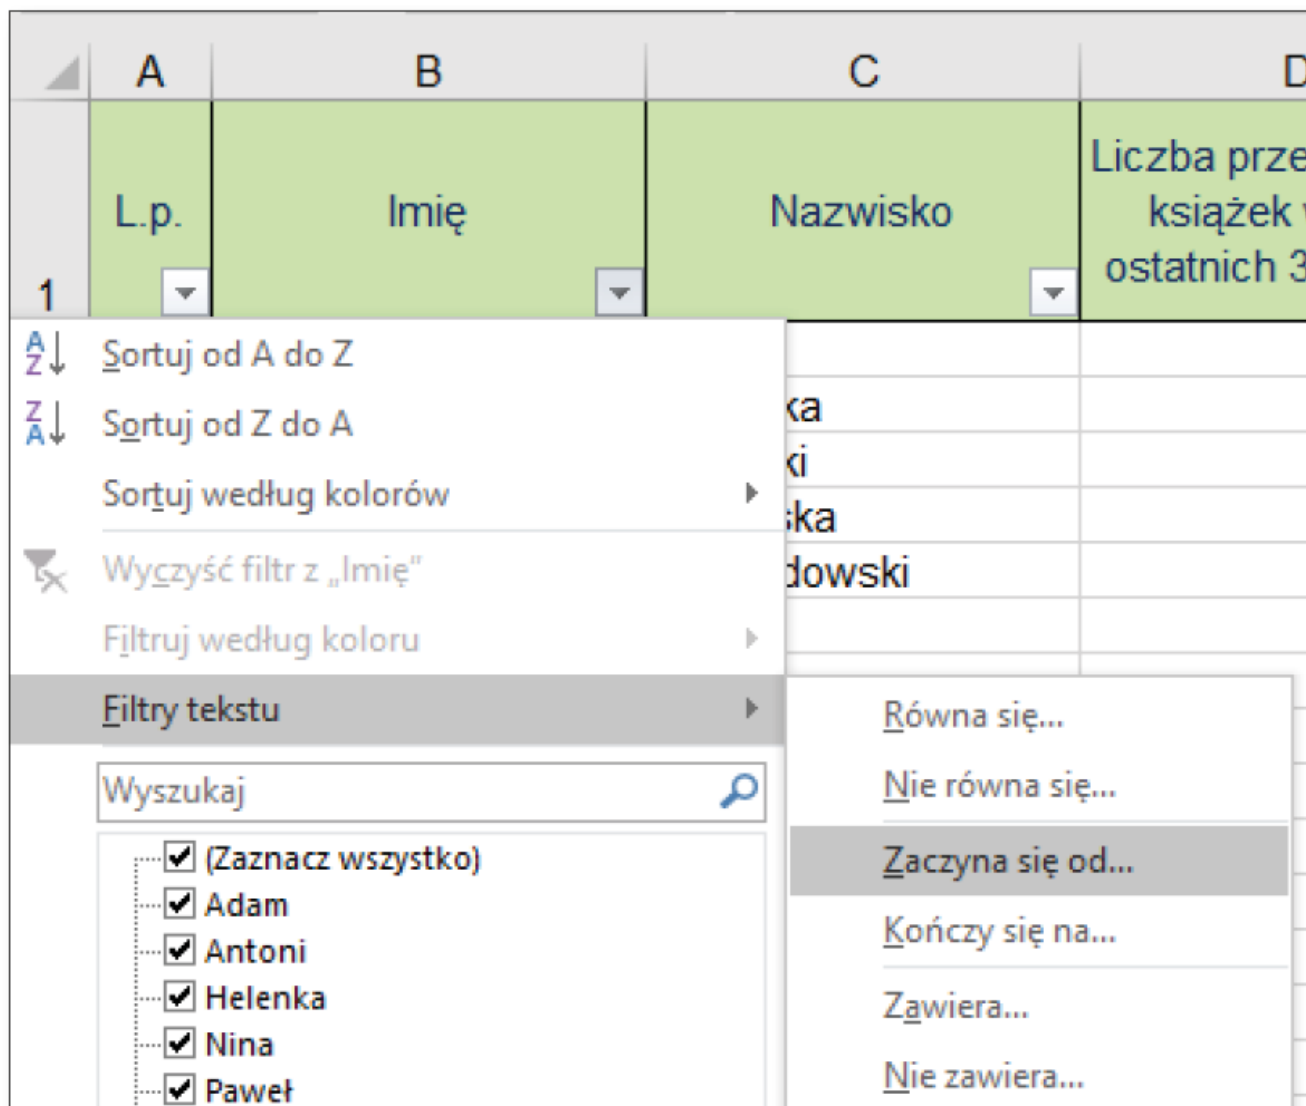 A B C D
Liczba
L.p. Imię Nazwisko książek
ostatnich 3
1
Sortuj od A do Z
Sortuj od Z do A
Sortuj według kolorów
Wyczyść filtr z „Imię”
Filtruj według koloru
Filtry tekstu
Wyszukaj
(Zaznacz wszystko)
Adam
Antoni
Helenka
Nina
Paweł
ka
ki
ska
dowski
Równa się...
Nie równa się...
Zaczyna się od...
Kończy się na...
Zawiera...
Nie zawiera...